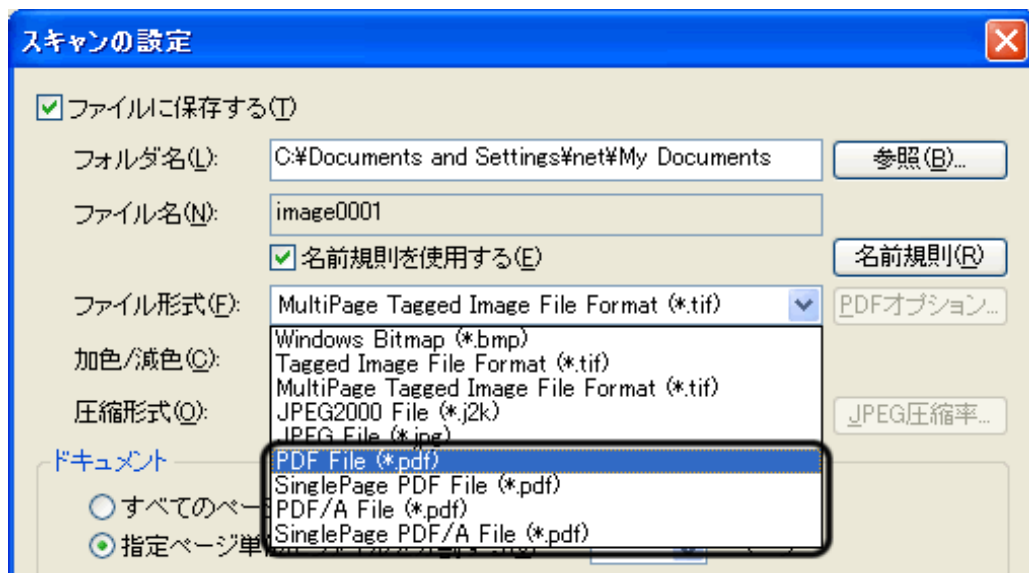 スキャンの設定
ファイルに保存する(T)
フォルダ名(L): C:¥Documents and Settings¥net¥My Documents 参照(B)...
ファイル名(N): image0001
名前規則を使用する(E) 名前規則(R)
ファイル形式(F): MultiPage Tagged Image File Format (*.tif) PDFオプション...
Windows Bitmap (*.bmp)
加色/減色(C): Tagged Image File Format (*.tif)
MultiPage Tagged Image File Format (*.tif)
圧縮形式(O): JPEG2000 File (*.j2k) JPEG圧縮率...
JPEG File (*.jpg)
ドキュメント PDF File (*.pdf)
SinglePage PDF File (*.pdf)
すべてのペー PDF/A File (*.pdf)
指定ページ単 SinglePage PDF/A File (*.pdf)